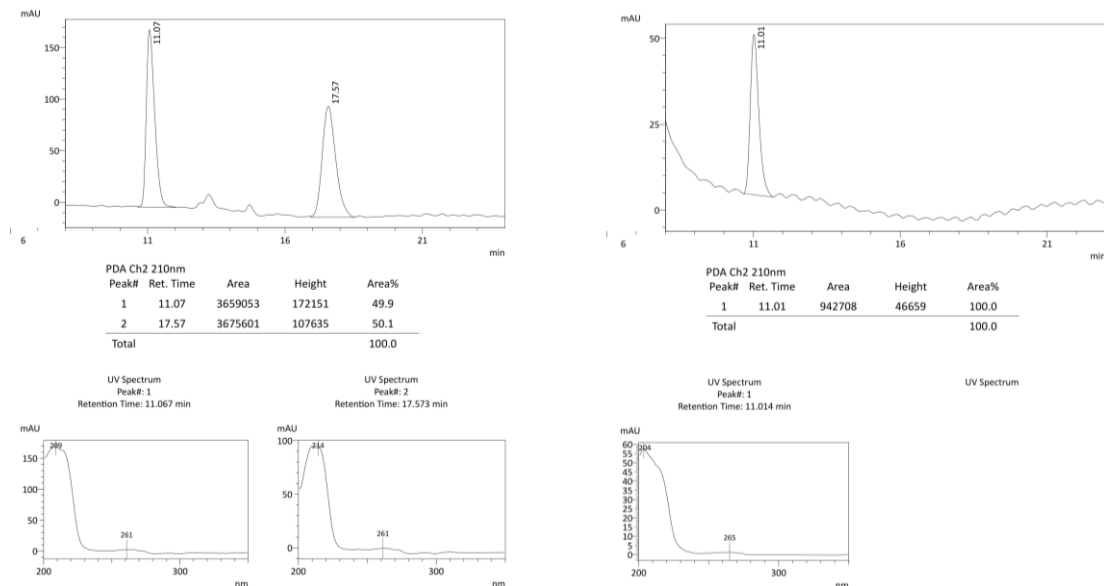 mAU
11.07
17.57
150
100
50
0
6
11
16
21
min
PDA Ch2 210nm
Peak# Ret. Time Area Height Area%
1 11.07 3659053 172151 49.9
2 17.57 3675601 107635 50.1
Total 100.0
UV Spectrum
Peak#: 1
Retention Time: 11.067 min
mAU
209
150
100
50
0
261
200
300
nm
UV Spectrum
Peak#: 2
Retention Time: 17.573 min
mAU
100
214
50
0
261
200
300
nm
mAU
11.01
50
25
0
6
11
16
21
min
PDA Ch2 210nm
Peak# Ret. Time Area Height Area%
1 11.01 942708 46659 100.0
Total 100.0
UV Spectrum
Peak#: 1
Retention Time: 11.014 min
mAU
204
60
55
50
45
40
35
30
25
20
15
10
5
0
265
200
300
nm
UV Spectrum